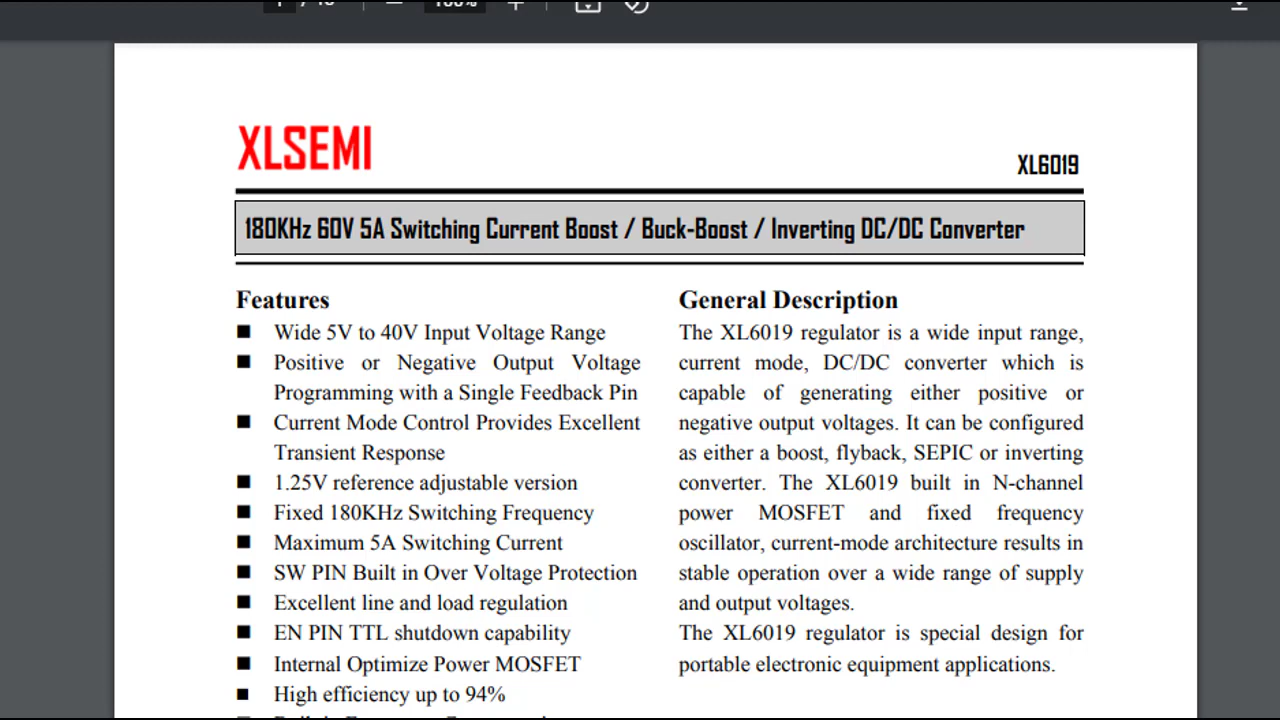 XLSEMI
XL6019
180KHz 60V 5A Switching Current Boost / Buck-Boost / Inverting DC/DC Converter
Features
Wide 5V to 40V Input Voltage Range
Positive or Negative Output Voltage
Programming with a Single Feedback Pin
Current Mode Control Provides Excellent
Transient Response
1.25V reference adjustable version
Fixed 180KHz Switching Frequency
Maximum 5A Switching Current
SW PIN Built in Over Voltage Protection
Excellent line and load regulation
EN PIN TTL shutdown capability
Internal Optimize Power MOSFET
High efficiency up to 94%
General Description
The XL6019 regulator is a wide input range,
current mode, DC/DC converter which is
capable of generating either positive or
negative output voltages. It can be configured
as either a boost, flyback, SEPIC or inverting
converter. The XL6019 built in N-channel
power MOSFET and fixed frequency
oscillator, current-mode architecture results in
stable operation over a wide range of supply
and output voltages.
The XL6019 regulator is special design for
portable electronic equipment applications.